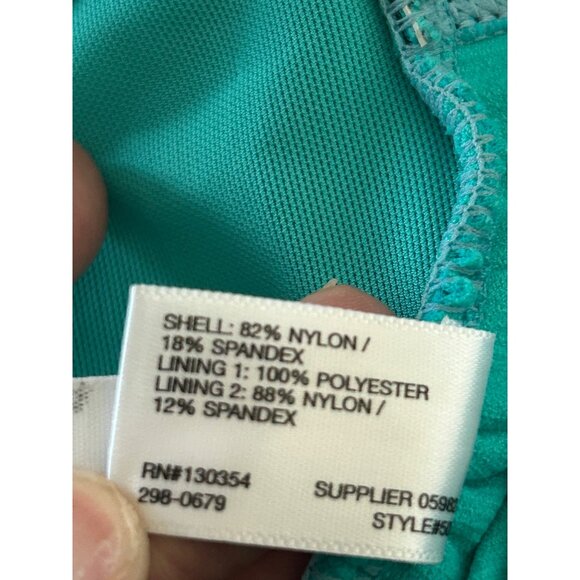 SHELL: 82% NYLON /
18% SPANDEX
LINING 1: 100% POLYESTER
LINING 2: 88% NYLON /
12% SPANDEX
RN#130354
298-0679
SUPPLIER